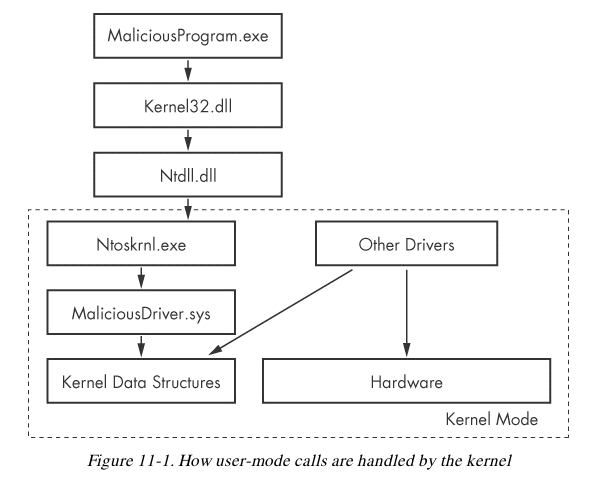 MaliciousProgram.exe
Kernel32.dll
Ntdll.dll
Ntoskrnl.exe
Other Drivers
MaliciousDriver.sys
Kernel Data Structures
Hardware
Kernel Mode
Figure 11-1. How user-mode calls are handled by the kernel